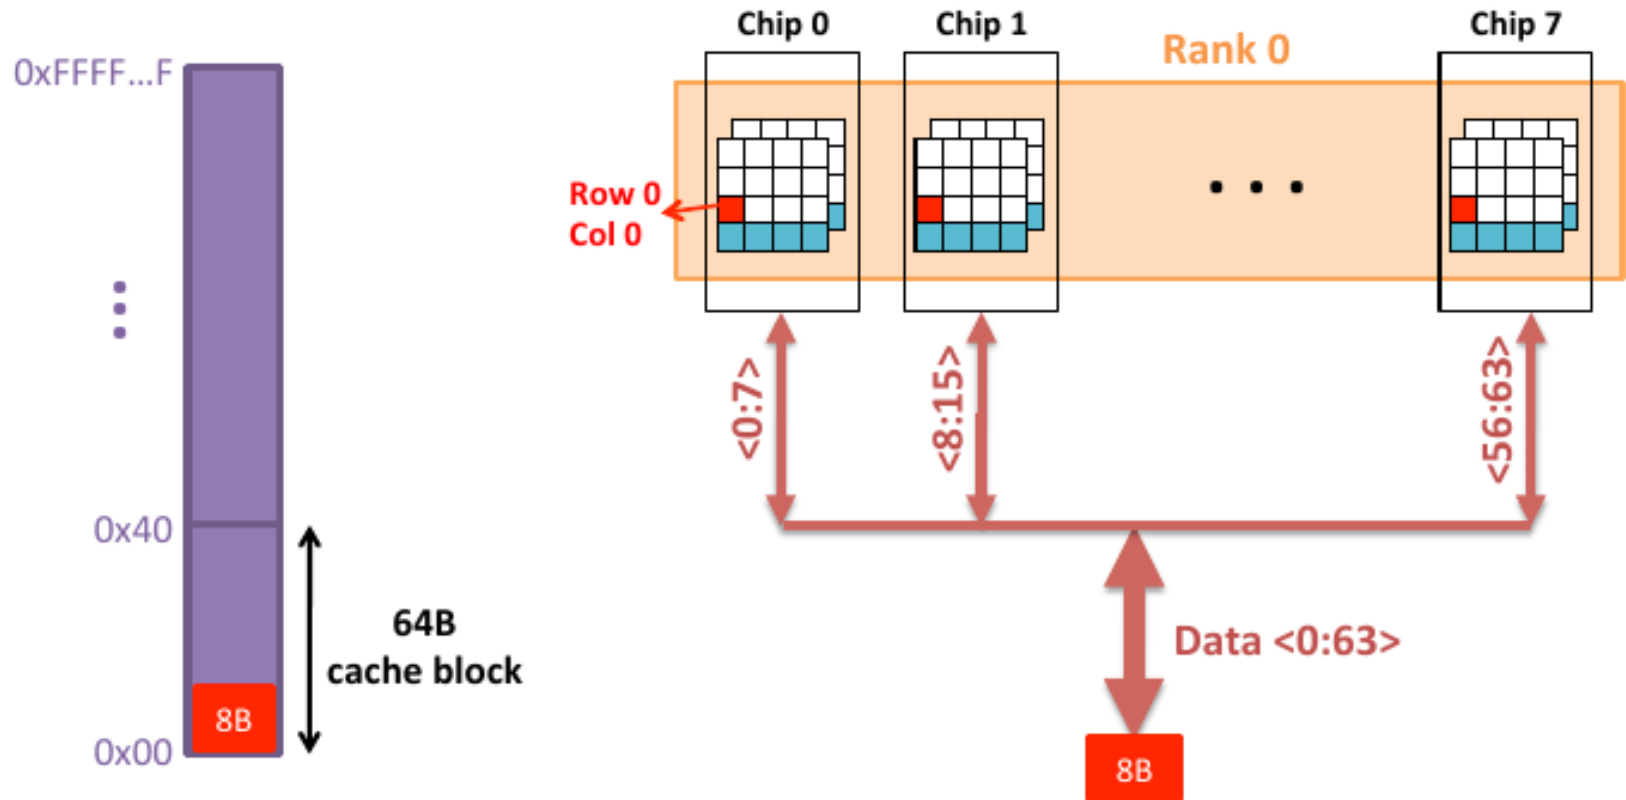 0xFFFF...F
0x40
64B
cache block
8B
0x00
Chip 0
Chip 1
Rank 0
Chip 7
Row 0
Col 0
. . .
<0:7>
<8:15>
<56:63>
Data <0:63>
8B